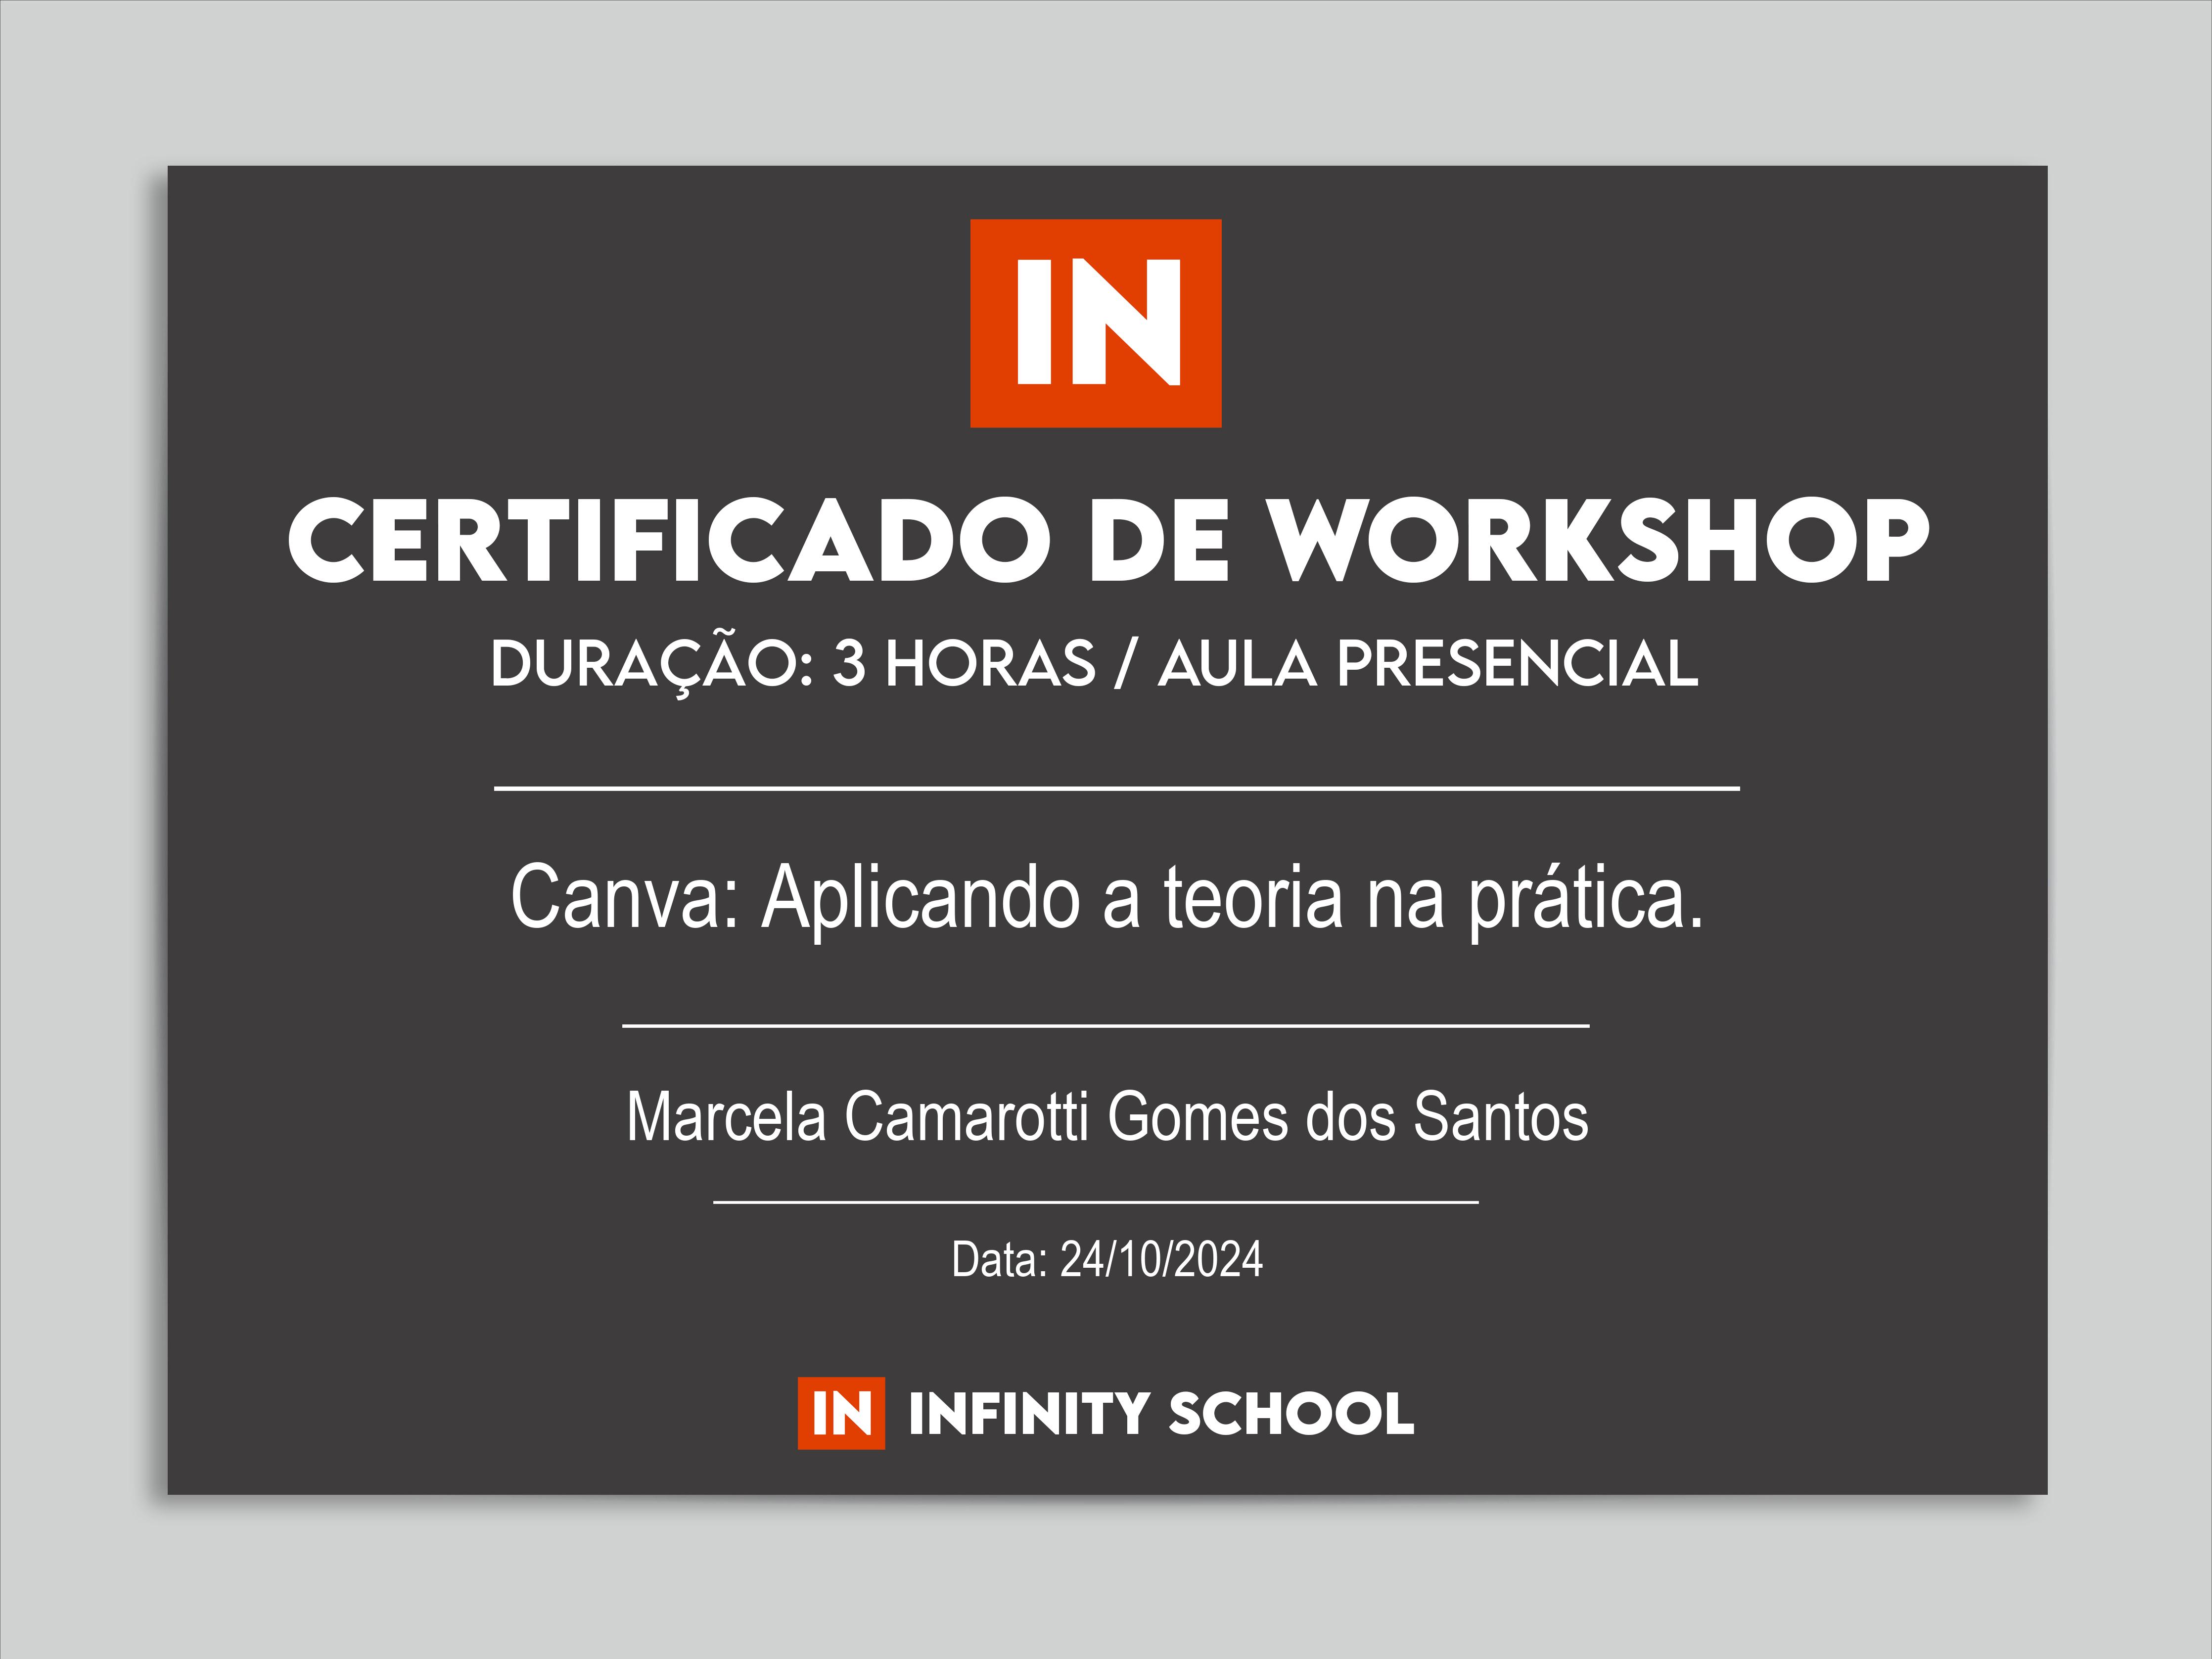 IN
CERTIFICADO DE WORKSHOP
DURAÇÃO: 3 HORAS / AULA PRESENCIAL
Canva: Aplicando a teoria na prática.
Marcela Camarotti Gomes dos Santos
Data: 24/10/2024
IN INFINITY SCHOOL